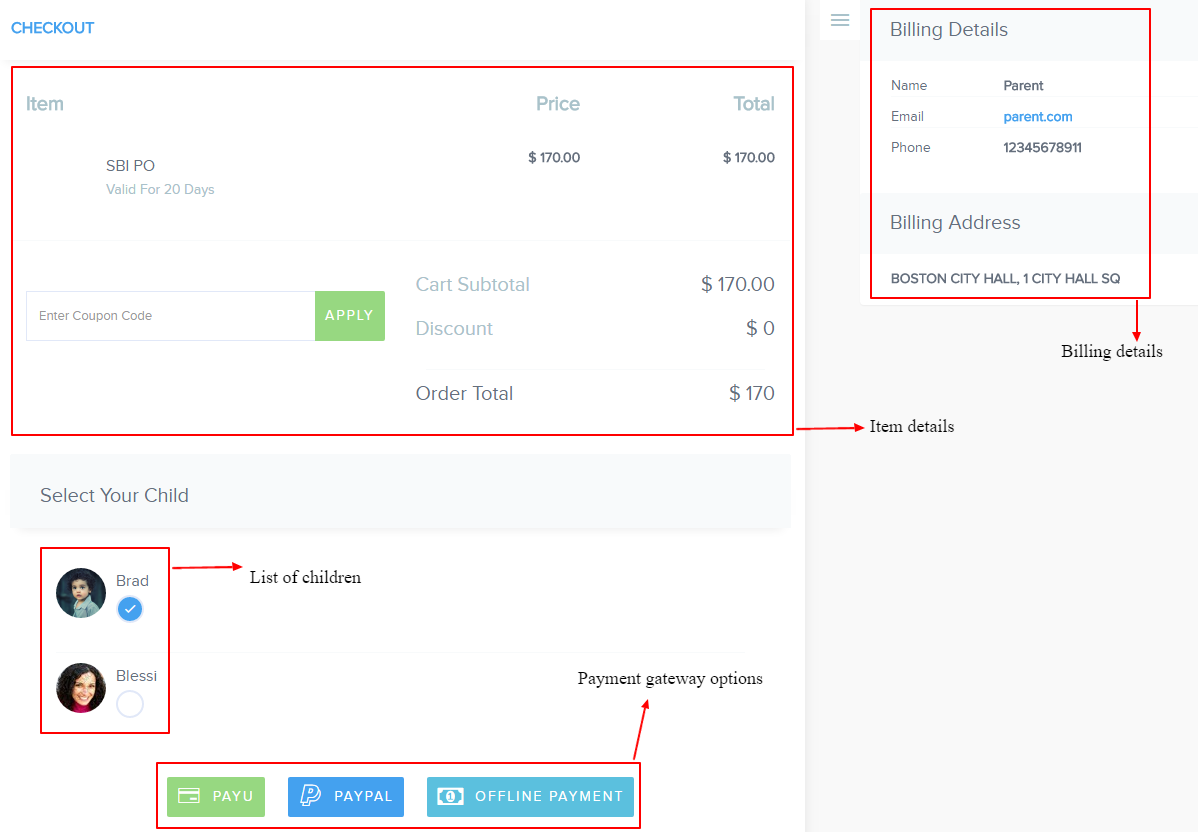 CHECKOUT
Item Price Total
SBI PO $ 170.00 $ 170.00
Valid For 20 Days
Enter Coupon Code APPLY
Cart Subtotal $ 170.00
Discount $ 0
Order Total $ 170
Item details
Select Your Child
Brad
List of children
Blessi
Payment gateway options
PAYU PAYPAL OFFLINE PAYMENT
Billing Details
Name Parent
Email parent.com
Phone 12345678911
Billing Address
BOSTON CITY HALL, 1 CITY HALL SQ
Billing details